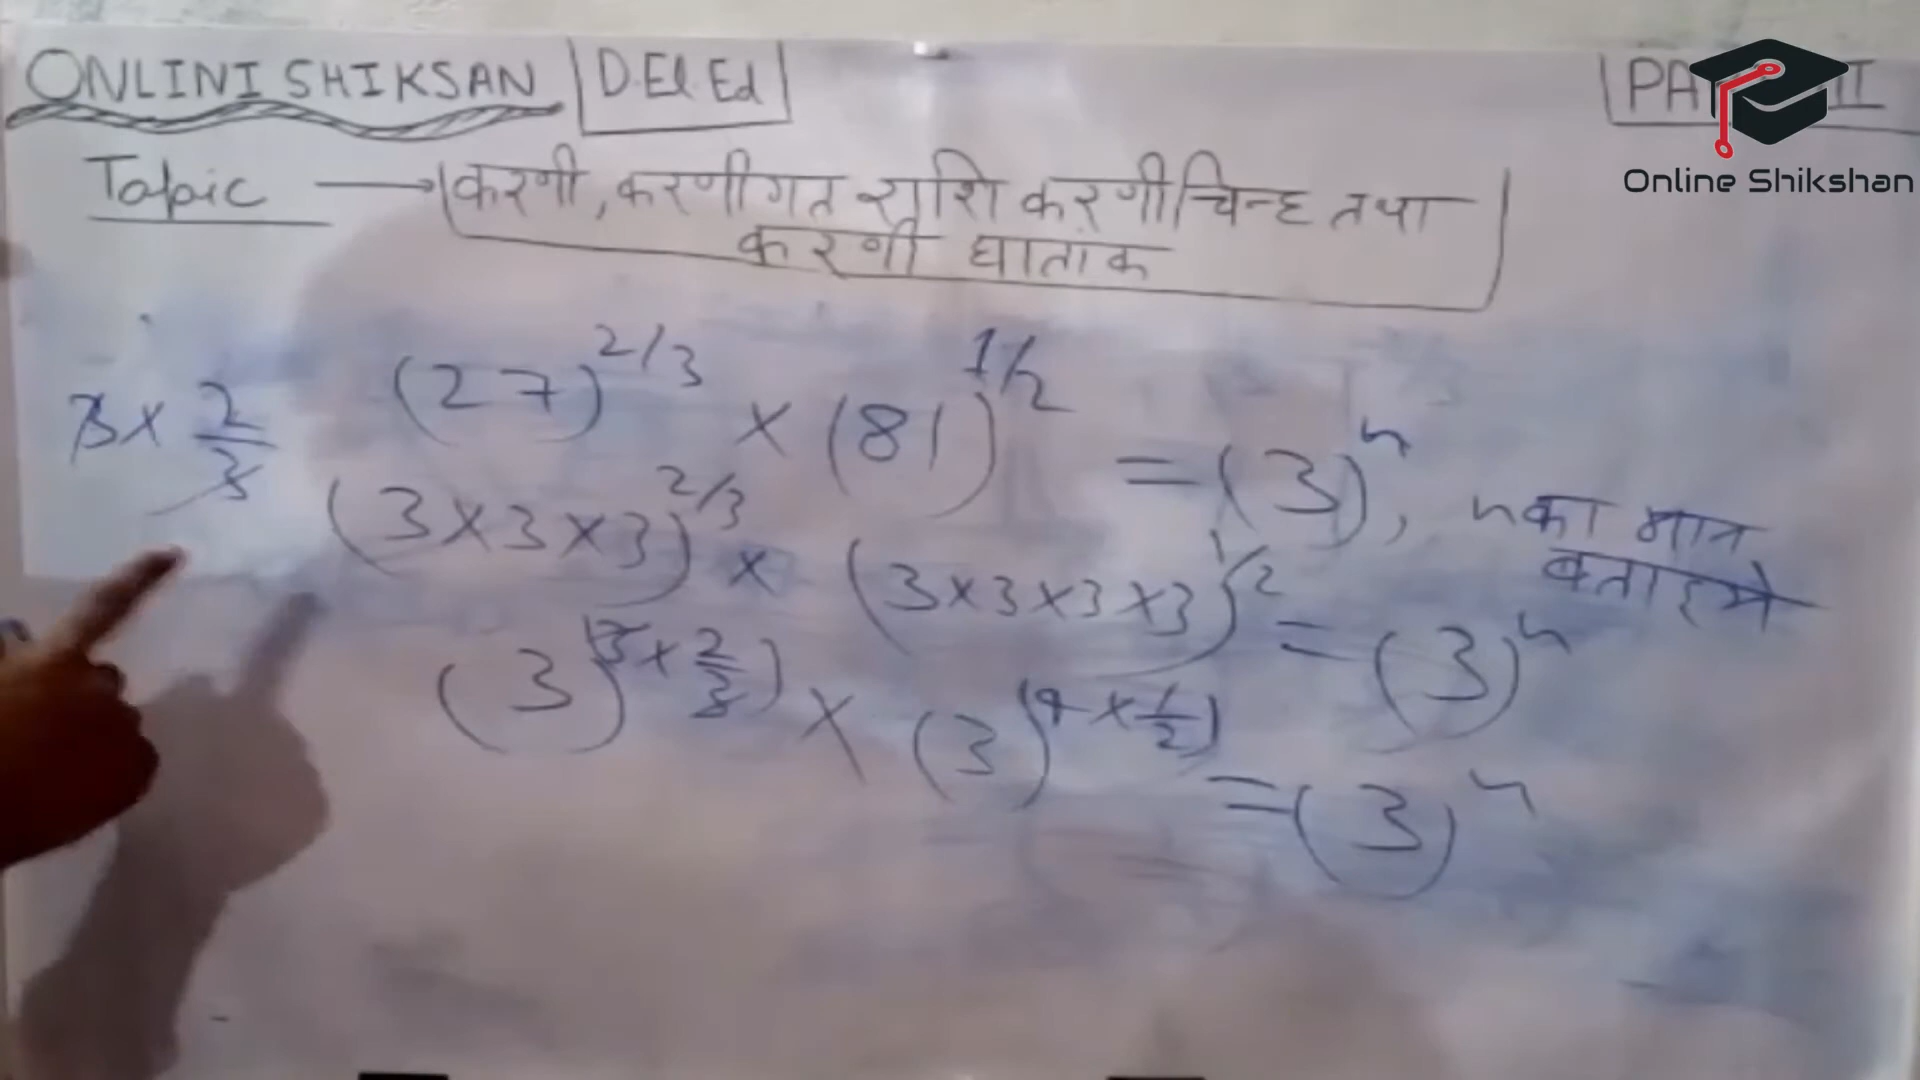 ONLINI SHIKSAN D.El.Ed
PA II
Online Shikshan
Topic → करणी, करणीगत राशि करणी चिन्ह तथा
करणी घातांक
3 × 2/3
(27)^2/3 × (81)^1/2 = (3)^n, n का मान
बताइये
(3×3×3)^2/3 × (3×3×3×3)^1/2 = (3)^n
(3)^(3 × 2/3) × (3)^(4 × 1/2) = (3)^n